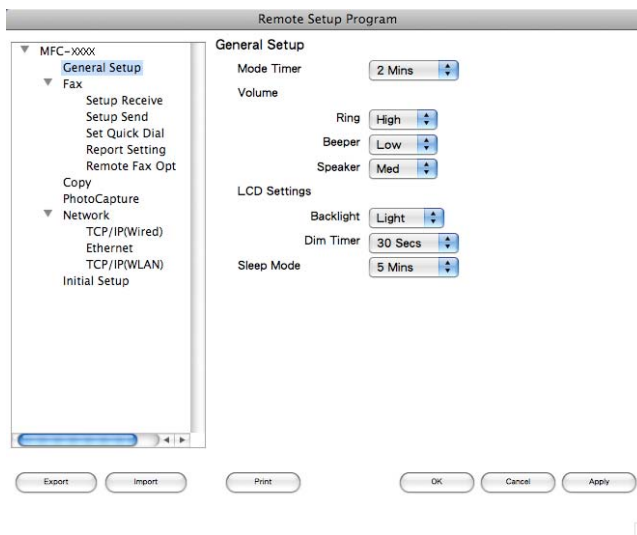 Remote Setup Program
MFC-XXXX
General Setup
Fax
Setup Receive
Setup Send
Set Quick Dial
Report Setting
Remote Fax Opt
Copy
PhotoCapture
Network
TCP/IP(Wired)
Ethernet
TCP/IP(WLAN)
Initial Setup
General Setup
Mode Timer 2 Mins
Volume
Ring High
Beeper Low
Speaker Med
LCD Settings
Backlight Light
Dim Timer 30 Secs
Sleep Mode 5 Mins
Export Import Print OK Cancel Apply